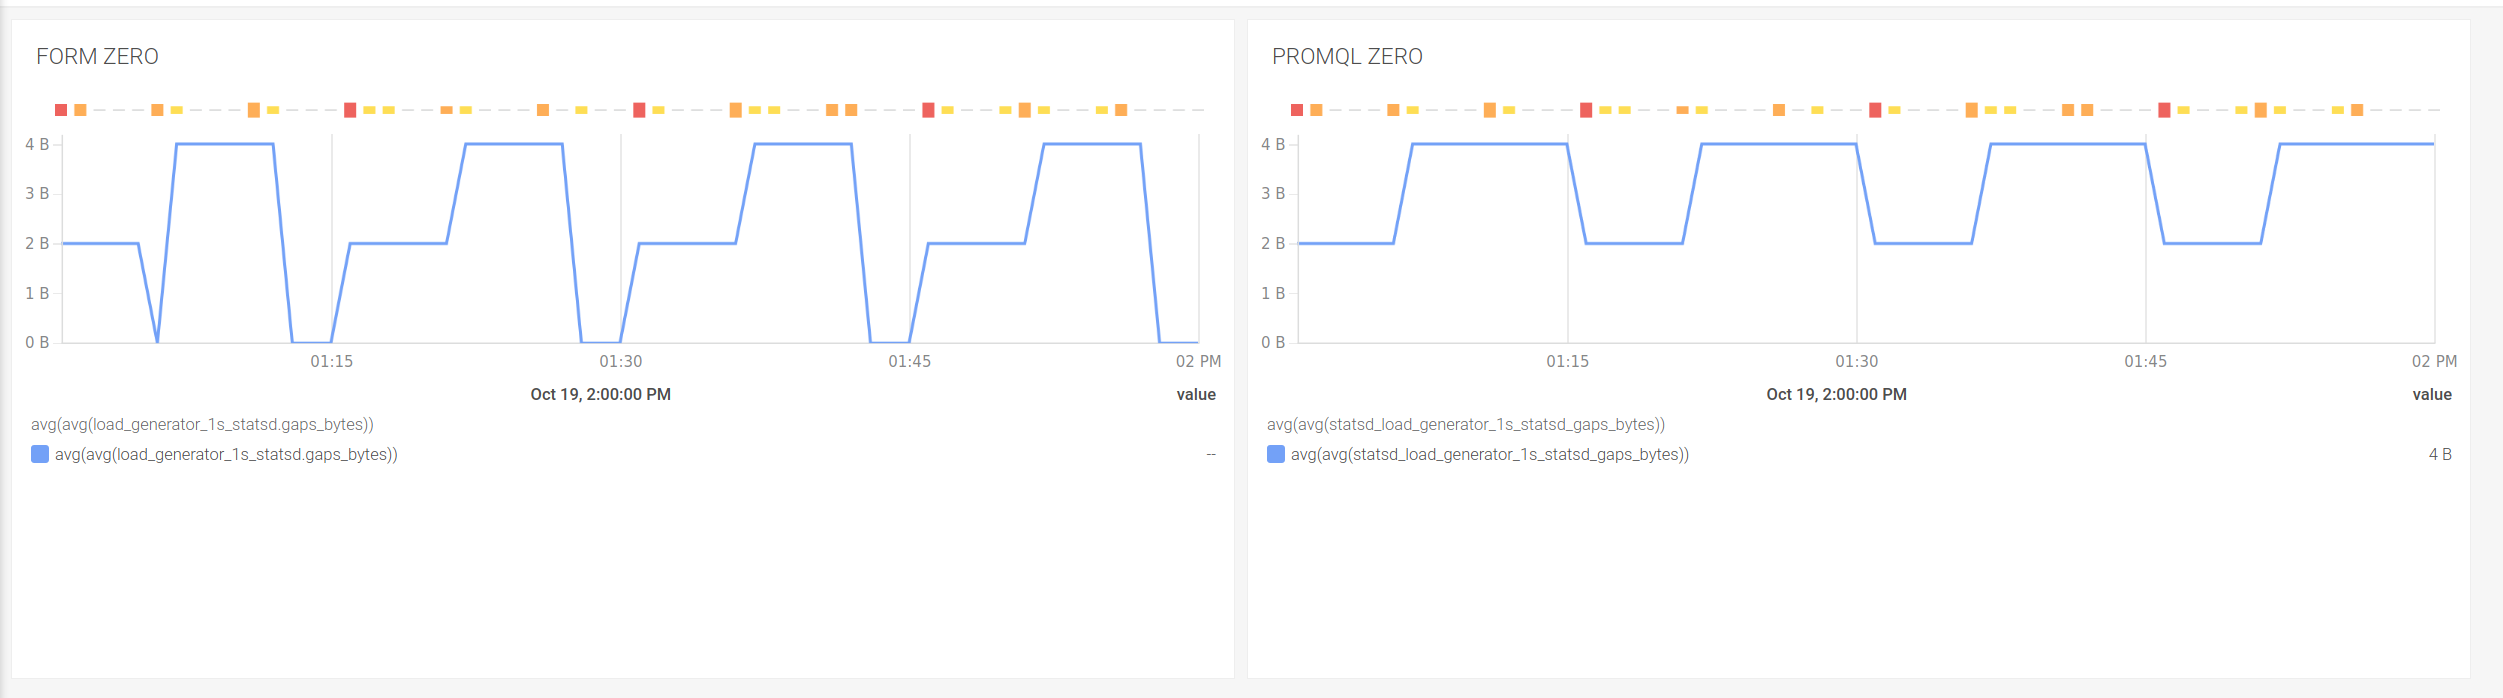 FORM ZERO
4 B
3 B
2 B
1 B
0 B
01:15 01:30 01:45 02 PM
Oct 19, 2:00:00 PM value
avg(avg(load_generator_1s_statsd.gaps_bytes))
avg(avg(load_generator_1s_statsd.gaps_bytes)) --
PROMQL ZERO
4 B
3 B
2 B
1 B
0 B
01:15 01:30 01:45 02 PM
Oct 19, 2:00:00 PM value
avg(avg(statsd_load_generator_1s_statsd_gaps_bytes))
avg(avg(statsd_load_generator_1s_statsd_gaps_bytes)) 4 B